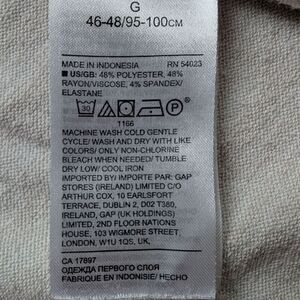 G
46-48/95-100CM
MADE IN INDONESIA RN 54023
US/GB: 48% POLYESTER, 48%
RAYON/VISCOSE, 4% SPANDEX/
ELASTANE
30 P
1166
MACHINE WASH COLD GENTLE
CYCLE/ WASH AND DRY WITH LIKE
COLORS/ ONLY NON-CHLORINE
BLEACH WHEN NEEDED/ TUMBLE
DRY LOW/ COOL IRON
IMPORTED BY/ IMPORTE PAR: GAP
STORES (IRELAND) LIMITED C/O
ARTHUR COX, 10 EARLSFORT
TERRACE, DUBLIN 2, D02 T380,
IRELAND, GAP (UK HOLDINGS)
LIMITED, 2ND FLOOR NATIONS
HOUSE, 103 WIGMORE STREET,
LONDON, W1U 1QS, UK,
CA 17897
ОДЕЖДА ПЕРВОГО СЛОЯ
FABRIQUE EN INDONISIE/ HECHO